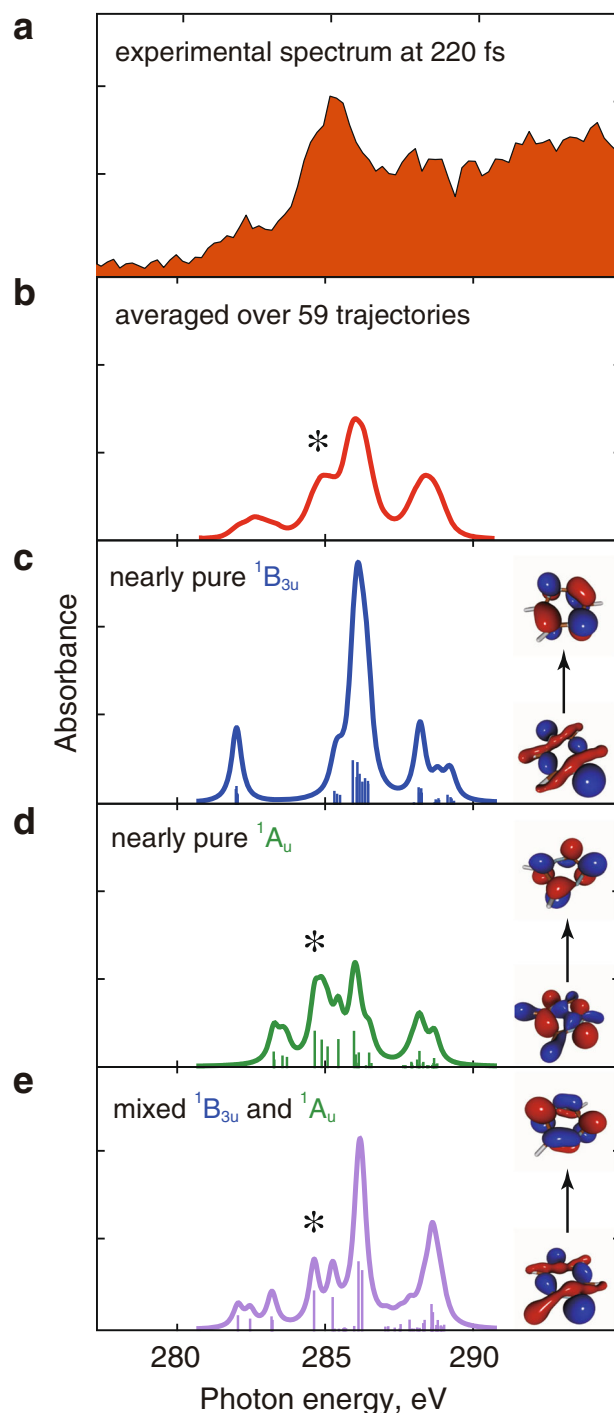 a
experimental spectrum at 220 fs
b
averaged over 59 trajectories
*
c
nearly pure ¹B₃ᵤ
Absorbance
d
nearly pure ¹Aᵤ
*
e
mixed ¹B₃ᵤ and ¹Aᵤ
*
280 285 290
Photon energy, eV